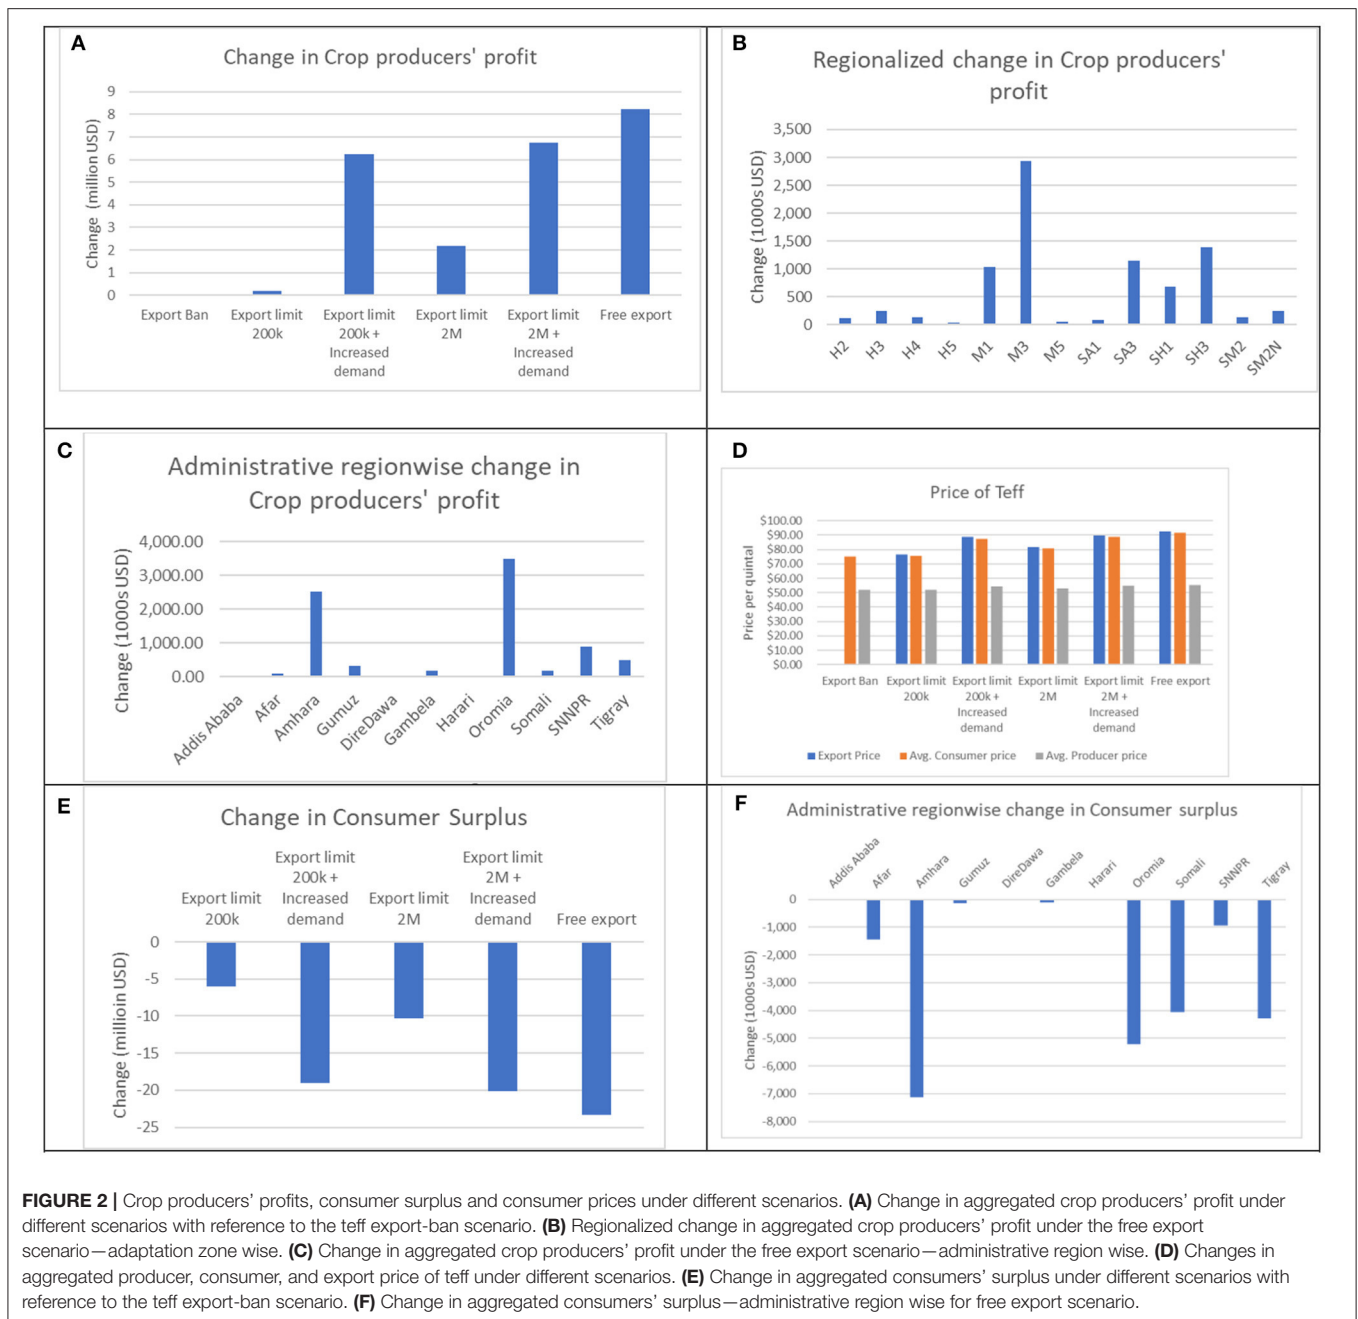 A
Change in Crop producers' profit
Change (million USD)
9
8
7
6
5
4
3
2
1
0
Export Ban
Export limit
200k
Export limit
200k +
Increased
demand
Export limit
2M
Export limit
2M + Increased
demand
Free export
B
Regionalized change in Crop producers'
profit
Change (1000s USD)
3,500
3,000
2,500
2,000
1,500
1,000
500
0
H2
H3
H4
H5
M1
M3
M5
SA1
SA3
SH1
SH3
SM2
SM2N
C
Administrative regionwise change in
Crop producers' profit
Change (1000s USD)
4,000.00
3,000.00
2,000.00
1,000.00
0.00
Addis Ababa
Afar
Amhara
Gumuz
DireDawa
Gambela
Harari
Oromia
Somali
SNNPR
Tigray
D
Price of Teff
Price per quintal
$100.00
$90.00
$80.00
$70.00
$60.00
$50.00
$40.00
$30.00
$20.00
$10.00
$0.00
Export Ban
Export limit
200k
Export limit
200k +
Increased
demand
Export limit
2M
Export limit
2M +
Increased
demand
Free export
Export Price
Avg. Consumer price
Avg. Producer price
E
Change in Consumer Surplus
Export limit
200k
Export limit
200k +
Increased
demand
Export limit
2M
Export limit
2M +
Increased
demand
Free export
Change (millioin USD)
0
-5
-10
-15
-20
-25
F
Administrative regionwise change in Consumer surplus
Addis Ababa
Afar
Amhara
Gumuz
DireDawa
Gambela
Harari
Oromia
Somali
SNNPR
Tigray
Change (1000s USD)
0
-1,000
-2,000
-3,000
-4,000
-5,000
-6,000
-7,000
-8,000
FIGURE 2 | Crop producers' profits, consumer surplus and consumer prices under different scenarios. (A) Change in aggregated crop producers' profit under
different scenarios with reference to the teff export-ban scenario. (B) Regionalized change in aggregated crop producers' profit under the free export
scenario—adaptation zone wise. (C) Change in aggregated crop producers' profit under the free export scenario—administrative region wise. (D) Changes in
aggregated producer, consumer, and export price of teff under different scenarios. (E) Change in aggregated consumers' surplus under different scenarios with
reference to the teff export-ban scenario. (F) Change in aggregated consumers' surplus—administrative region wise for free export scenario.